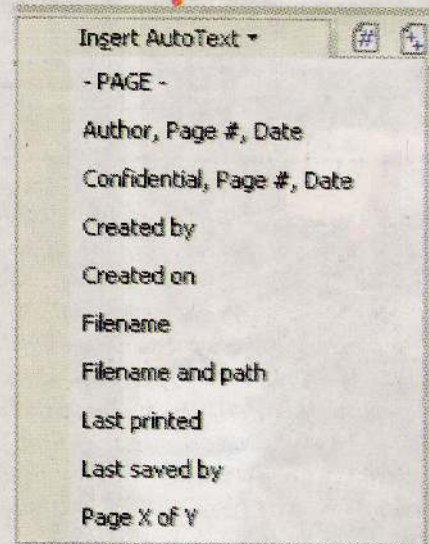 Insert AutoText
- PAGE -
Author, Page #, Date
Confidential, Page #, Date
Created by
Created on
Filename
Filename and path
Last printed
Last saved by
Page X of Y